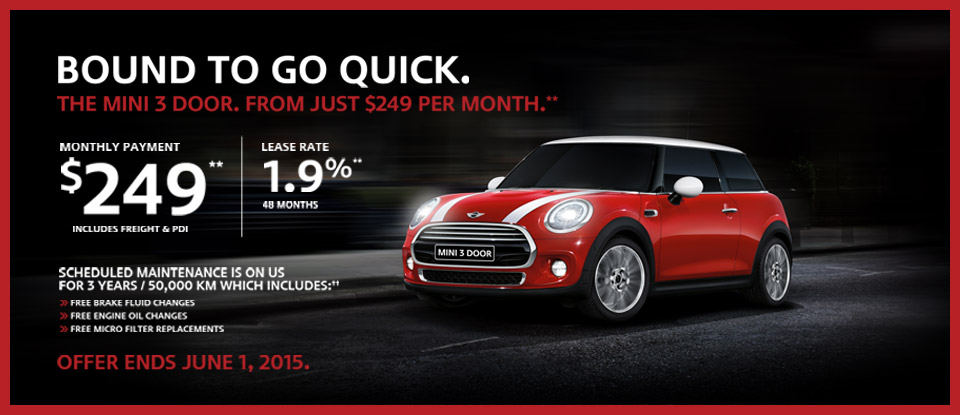 BOUND TO GO QUICK.
THE MINI 3 DOOR. FROM JUST $249 PER MONTH.**
MONTHLY PAYMENT
$249**
INCLUDES FREIGHT & PDI
LEASE RATE
1.9%**
48 MONTHS
SCHEDULED MAINTENANCE IS ON US
FOR 3 YEARS / 50,000 KM WHICH INCLUDES:††
» FREE BRAKE FLUID CHANGES
» FREE ENGINE OIL CHANGES
» FREE MICRO FILTER REPLACEMENTS
OFFER ENDS JUNE 1, 2015.
MINI 3 DOOR